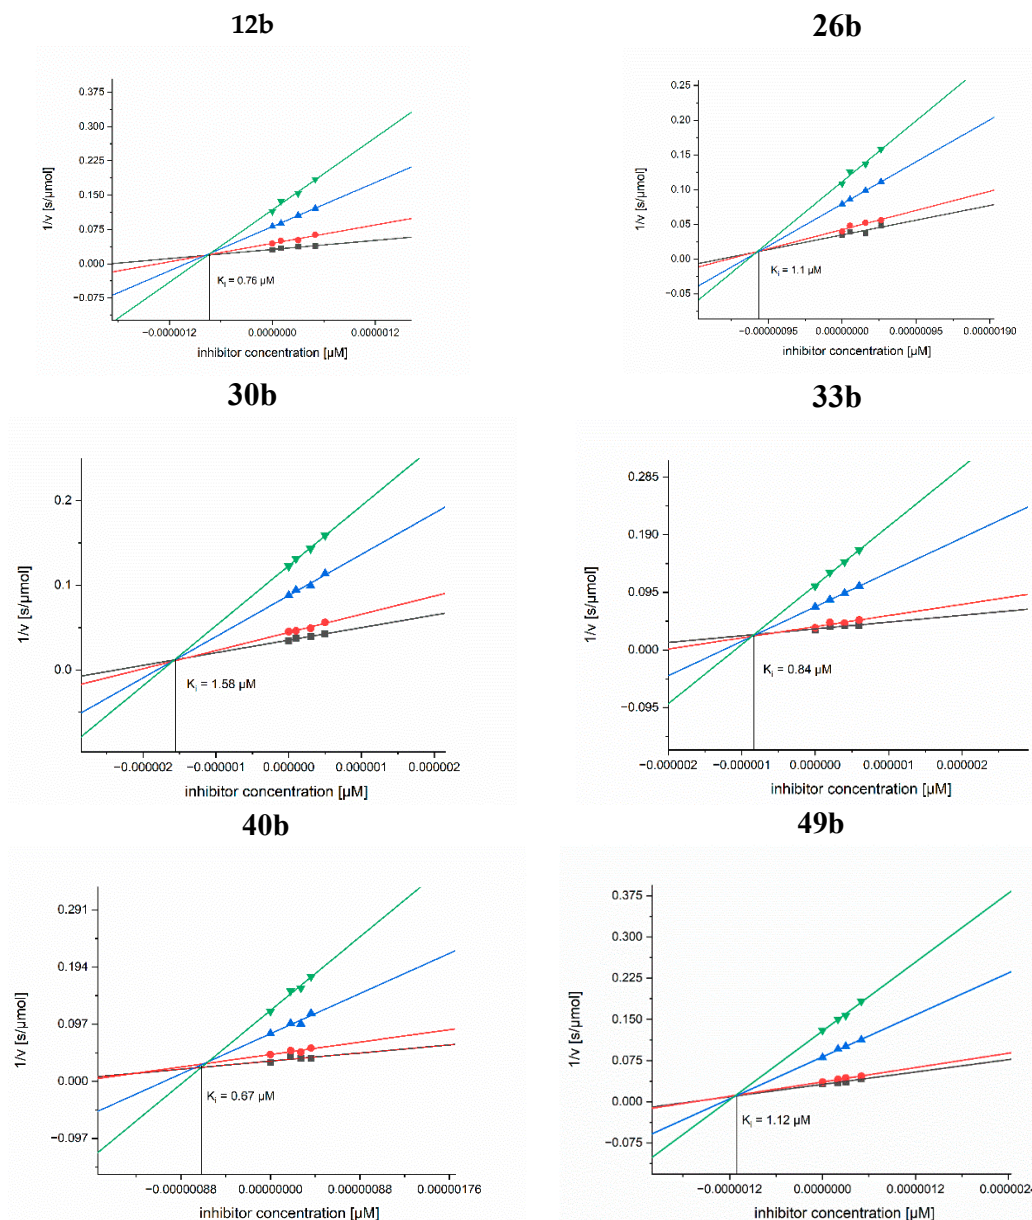 12b
26b
0.375
0.300
0.225
0.150
0.075
0.000
−0.075
1/v [s/μmol]
Ki = 0.76 μM
−0.0000012
0.0000000
0.0000012
inhibitor concentration [μM]
0.25
0.20
0.15
0.10
0.05
0.00
−0.05
1/v [s/μmol]
Ki = 1.1 μM
−0.00000095
0.00000000
0.00000095
0.00000190
inhibitor concentration [μM]
30b
33b
0.2
0.1
0.0
1/v [s/μmol]
Ki = 1.58 μM
−0.000002
−0.000001
0.000000
0.000001
0.000002
inhibitor concentration [μM]
0.285
0.190
0.095
0.000
−0.095
1/v [s/μmol]
Ki = 0.84 μM
−0.000002
−0.000001
0.000000
0.000001
0.000002
inhibitor concentration [μM]
40b
49b
0.291
0.194
0.097
0.000
−0.097
1/v [s/μmol]
Ki = 0.67 μM
−0.00000088
0.00000000
0.00000088
0.00000176
inhibitor concentration [μM]
0.375
0.300
0.225
0.150
0.075
0.000
−0.075
1/v [s/μmol]
Ki = 1.12 μM
−0.0000012
0.0000000
0.0000012
0.0000024
inhibitor concentration [μM]